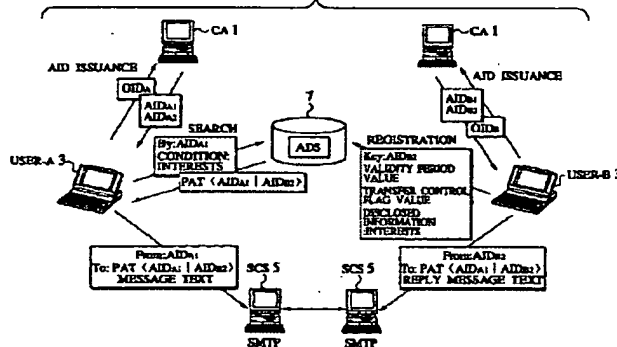 CA 1
CA 1
AID ISSUANCE
OIDA
AIDA1
AIDA2
AID ISSUANCE
AIDB1
AIDB2
OIDB
7
ADS
SEARCH
By:AIDA1
CONDITION:
INTERESTS
PAT <AIDA1 | AIDB2>
REGISTRATION
Key:AIDB2
VALIDITY PERIOD
VALUE
TRANSFER CONTROL
FLAG VALUE
DISCLOSED
INFORMATION
:INTERESTS
USER-A 3
USER-B 3
From:AIDA1
To: PAT <AIDA1 | AIDB2>
MESSAGE TEXT
SCS 5
SMTP
SCS 5
SMTP
From:AIDB2
To: PAT <AIDA1 | AIDB2>
REPLY MESSAGE TEXT